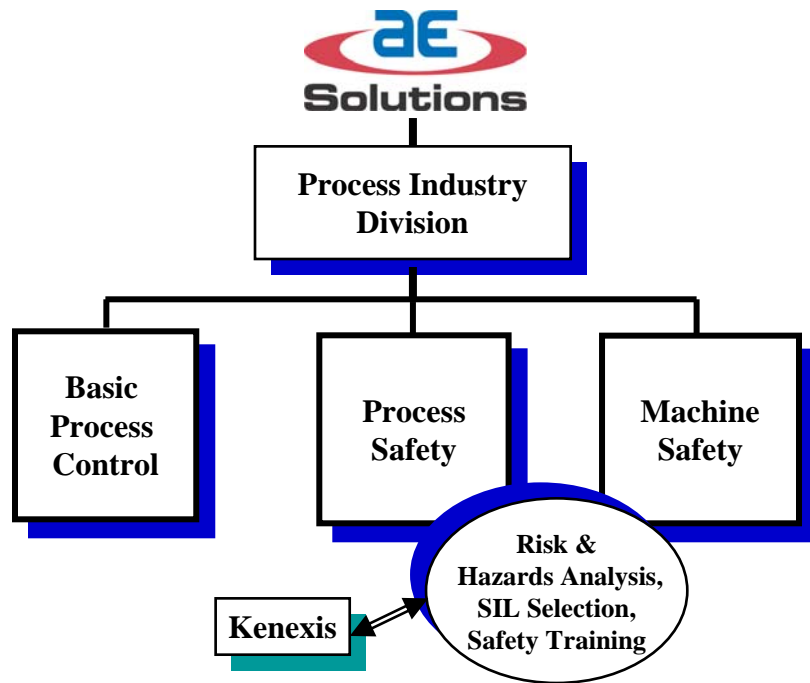 aE
Solutions
Process Industry
Division
Basic
Process
Control
Process
Safety
Machine
Safety
Risk &
Hazards Analysis,
SIL Selection,
Safety Training
Kenexis